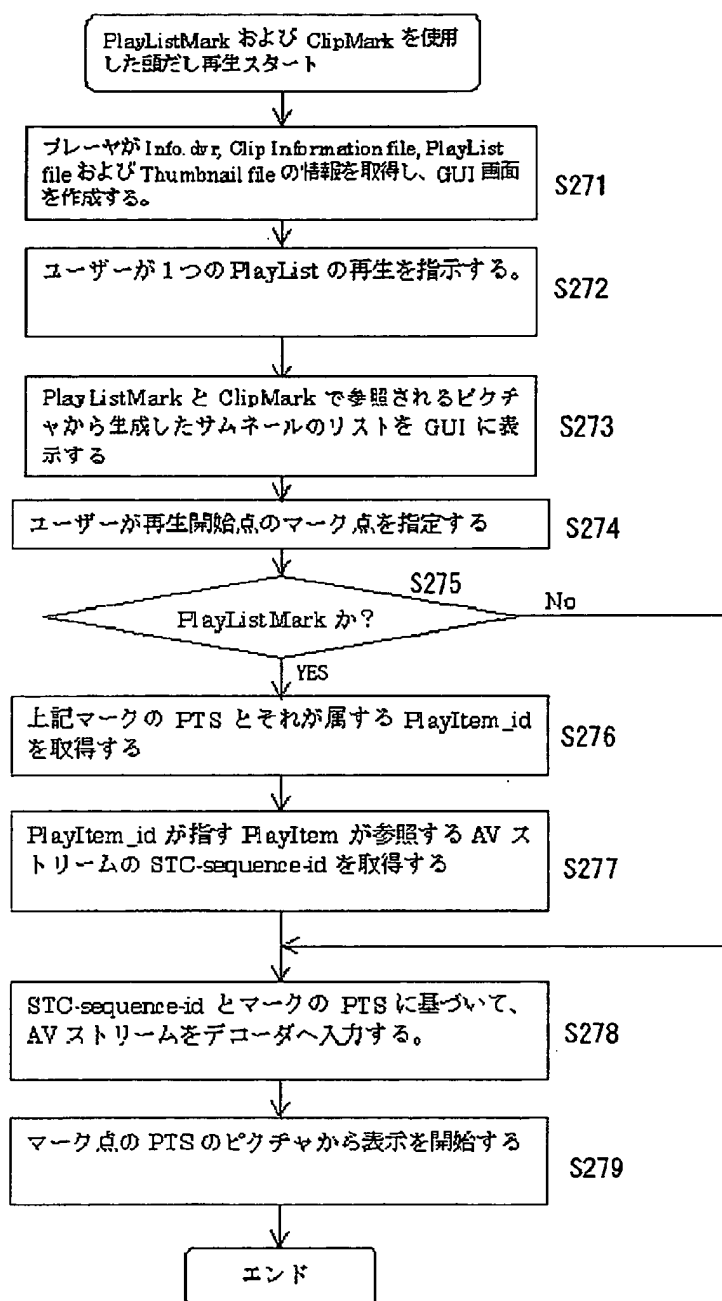 PlayListMark および ClipMark を使用
した頭だし再生スタート
プレーヤが Info.dvr, Clip Information file, PlayList
file および Thumbnail file の情報を取得し、GUI 画面
を作成する。
S271
ユーザーが１つの PlayList の再生を指示する。
S272
PlayListMark と ClipMark で参照されるピクチ
ャから生成したサムネールのリストを GUI に表
示する
S273
ユーザーが再生開始点のマーク点を指定する
S274
S275
PlayListMark か？
No
YES
上記マークの PTS とそれが属する PlayItem_id
を取得する
S276
PlayItem_id が指す PlayItem が参照する AV ス
トリームの STC-sequence-id を取得する
S277
STC-sequence-id とマークの PTS に基づいて、
AV ストリームをデコーダへ入力する。
S278
マーク点の PTS のピクチャから表示を開始する
S279
エンド